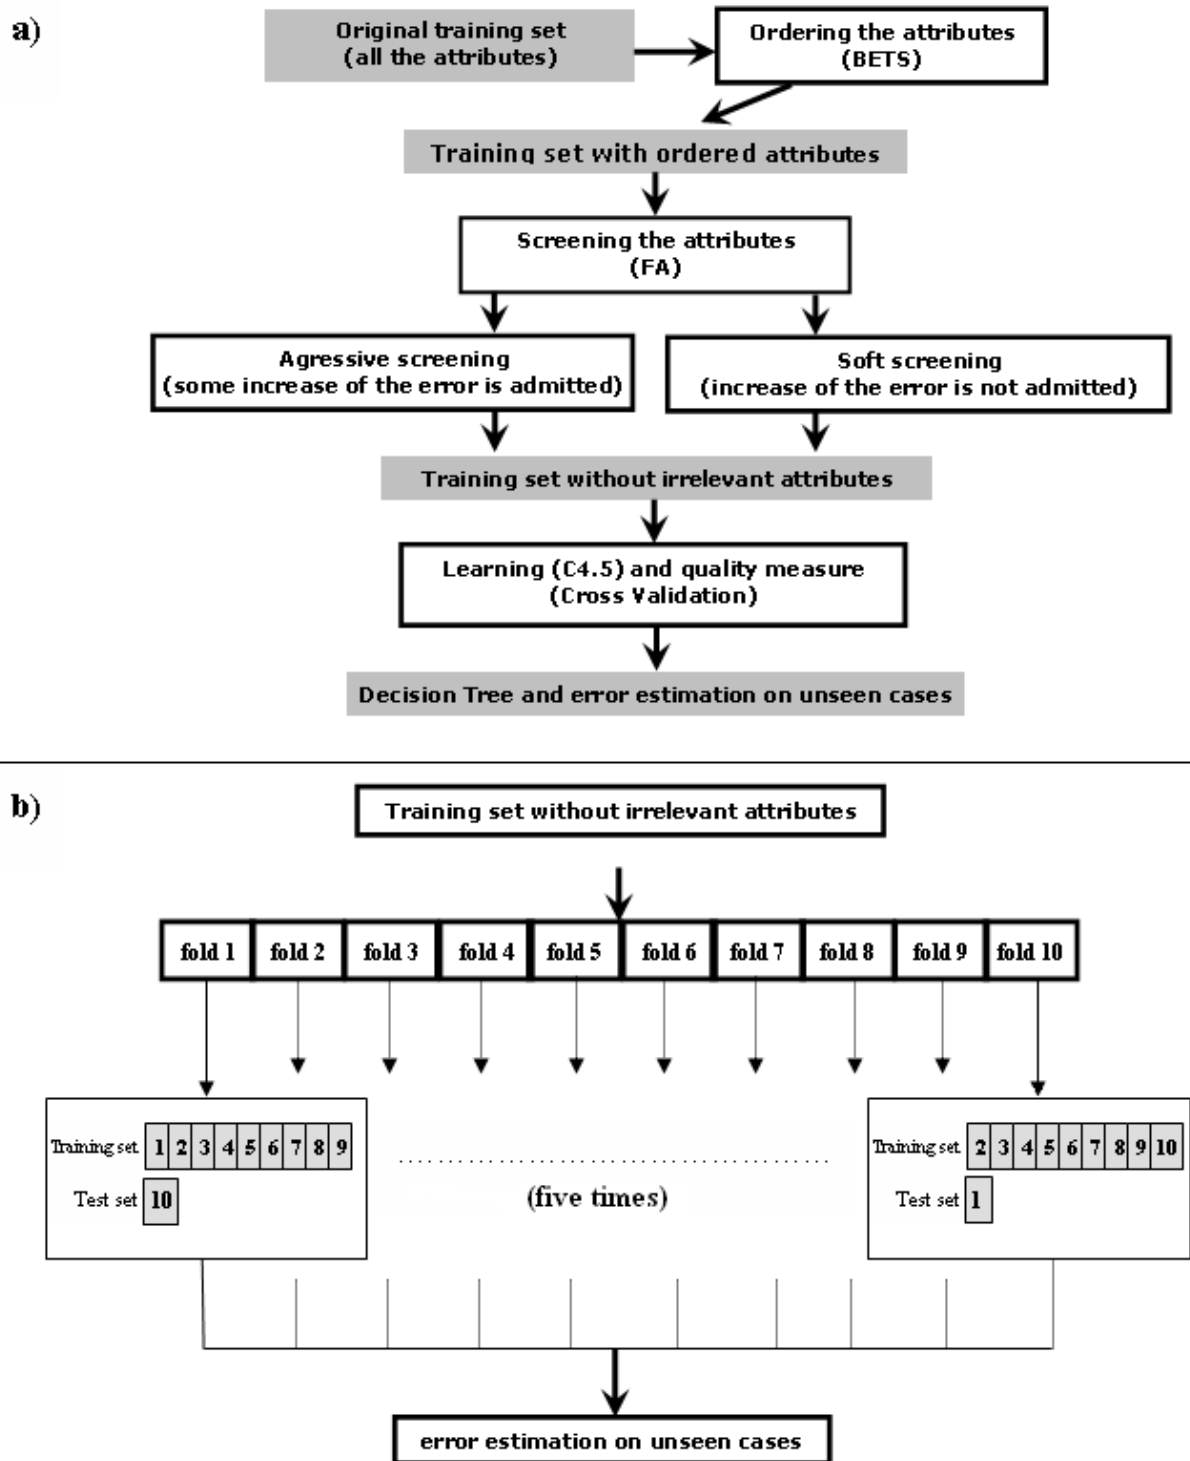 a)
Original training set
(all the attributes)
Ordering the attributes
(BETS)
Training set with ordered attributes
Screening the attributes
(FA)
Agressive screening
(some increase of the error is admitted)
Soft screening
(increase of the error is not admitted)
Training set without irrelevant attributes
Learning (C4.5) and quality measure
(Cross Validation)
Decision Tree and error estimation on unseen cases
b)
Training set without irrelevant attributes
fold 1 fold 2 fold 3 fold 4 fold 5 fold 6 fold 7 fold 8 fold 9 fold 10
Training set 1 2 3 4 5 6 7 8 9
Test set 10
(five times)
Training set 2 3 4 5 6 7 8 9 10
Test set 1
error estimation on unseen cases